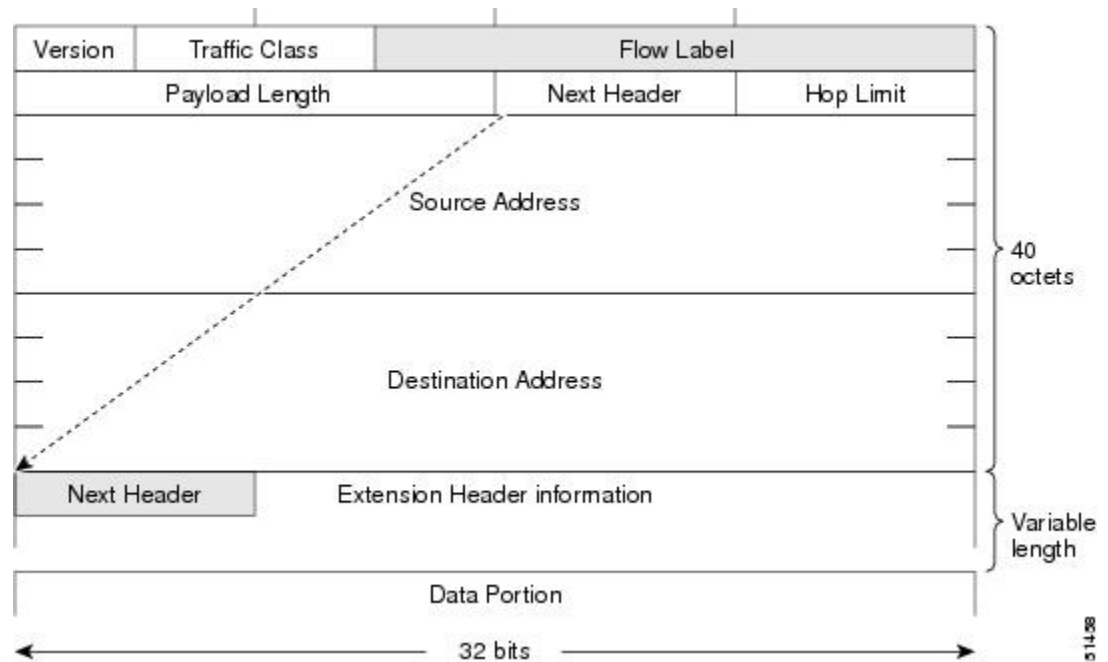 Version Traffic Class Flow Label
Payload Length Next Header Hop Limit
Source Address
40
octets
Destination Address
Next Header Extension Header information
Variable
length
Data Portion
32 bits
51458